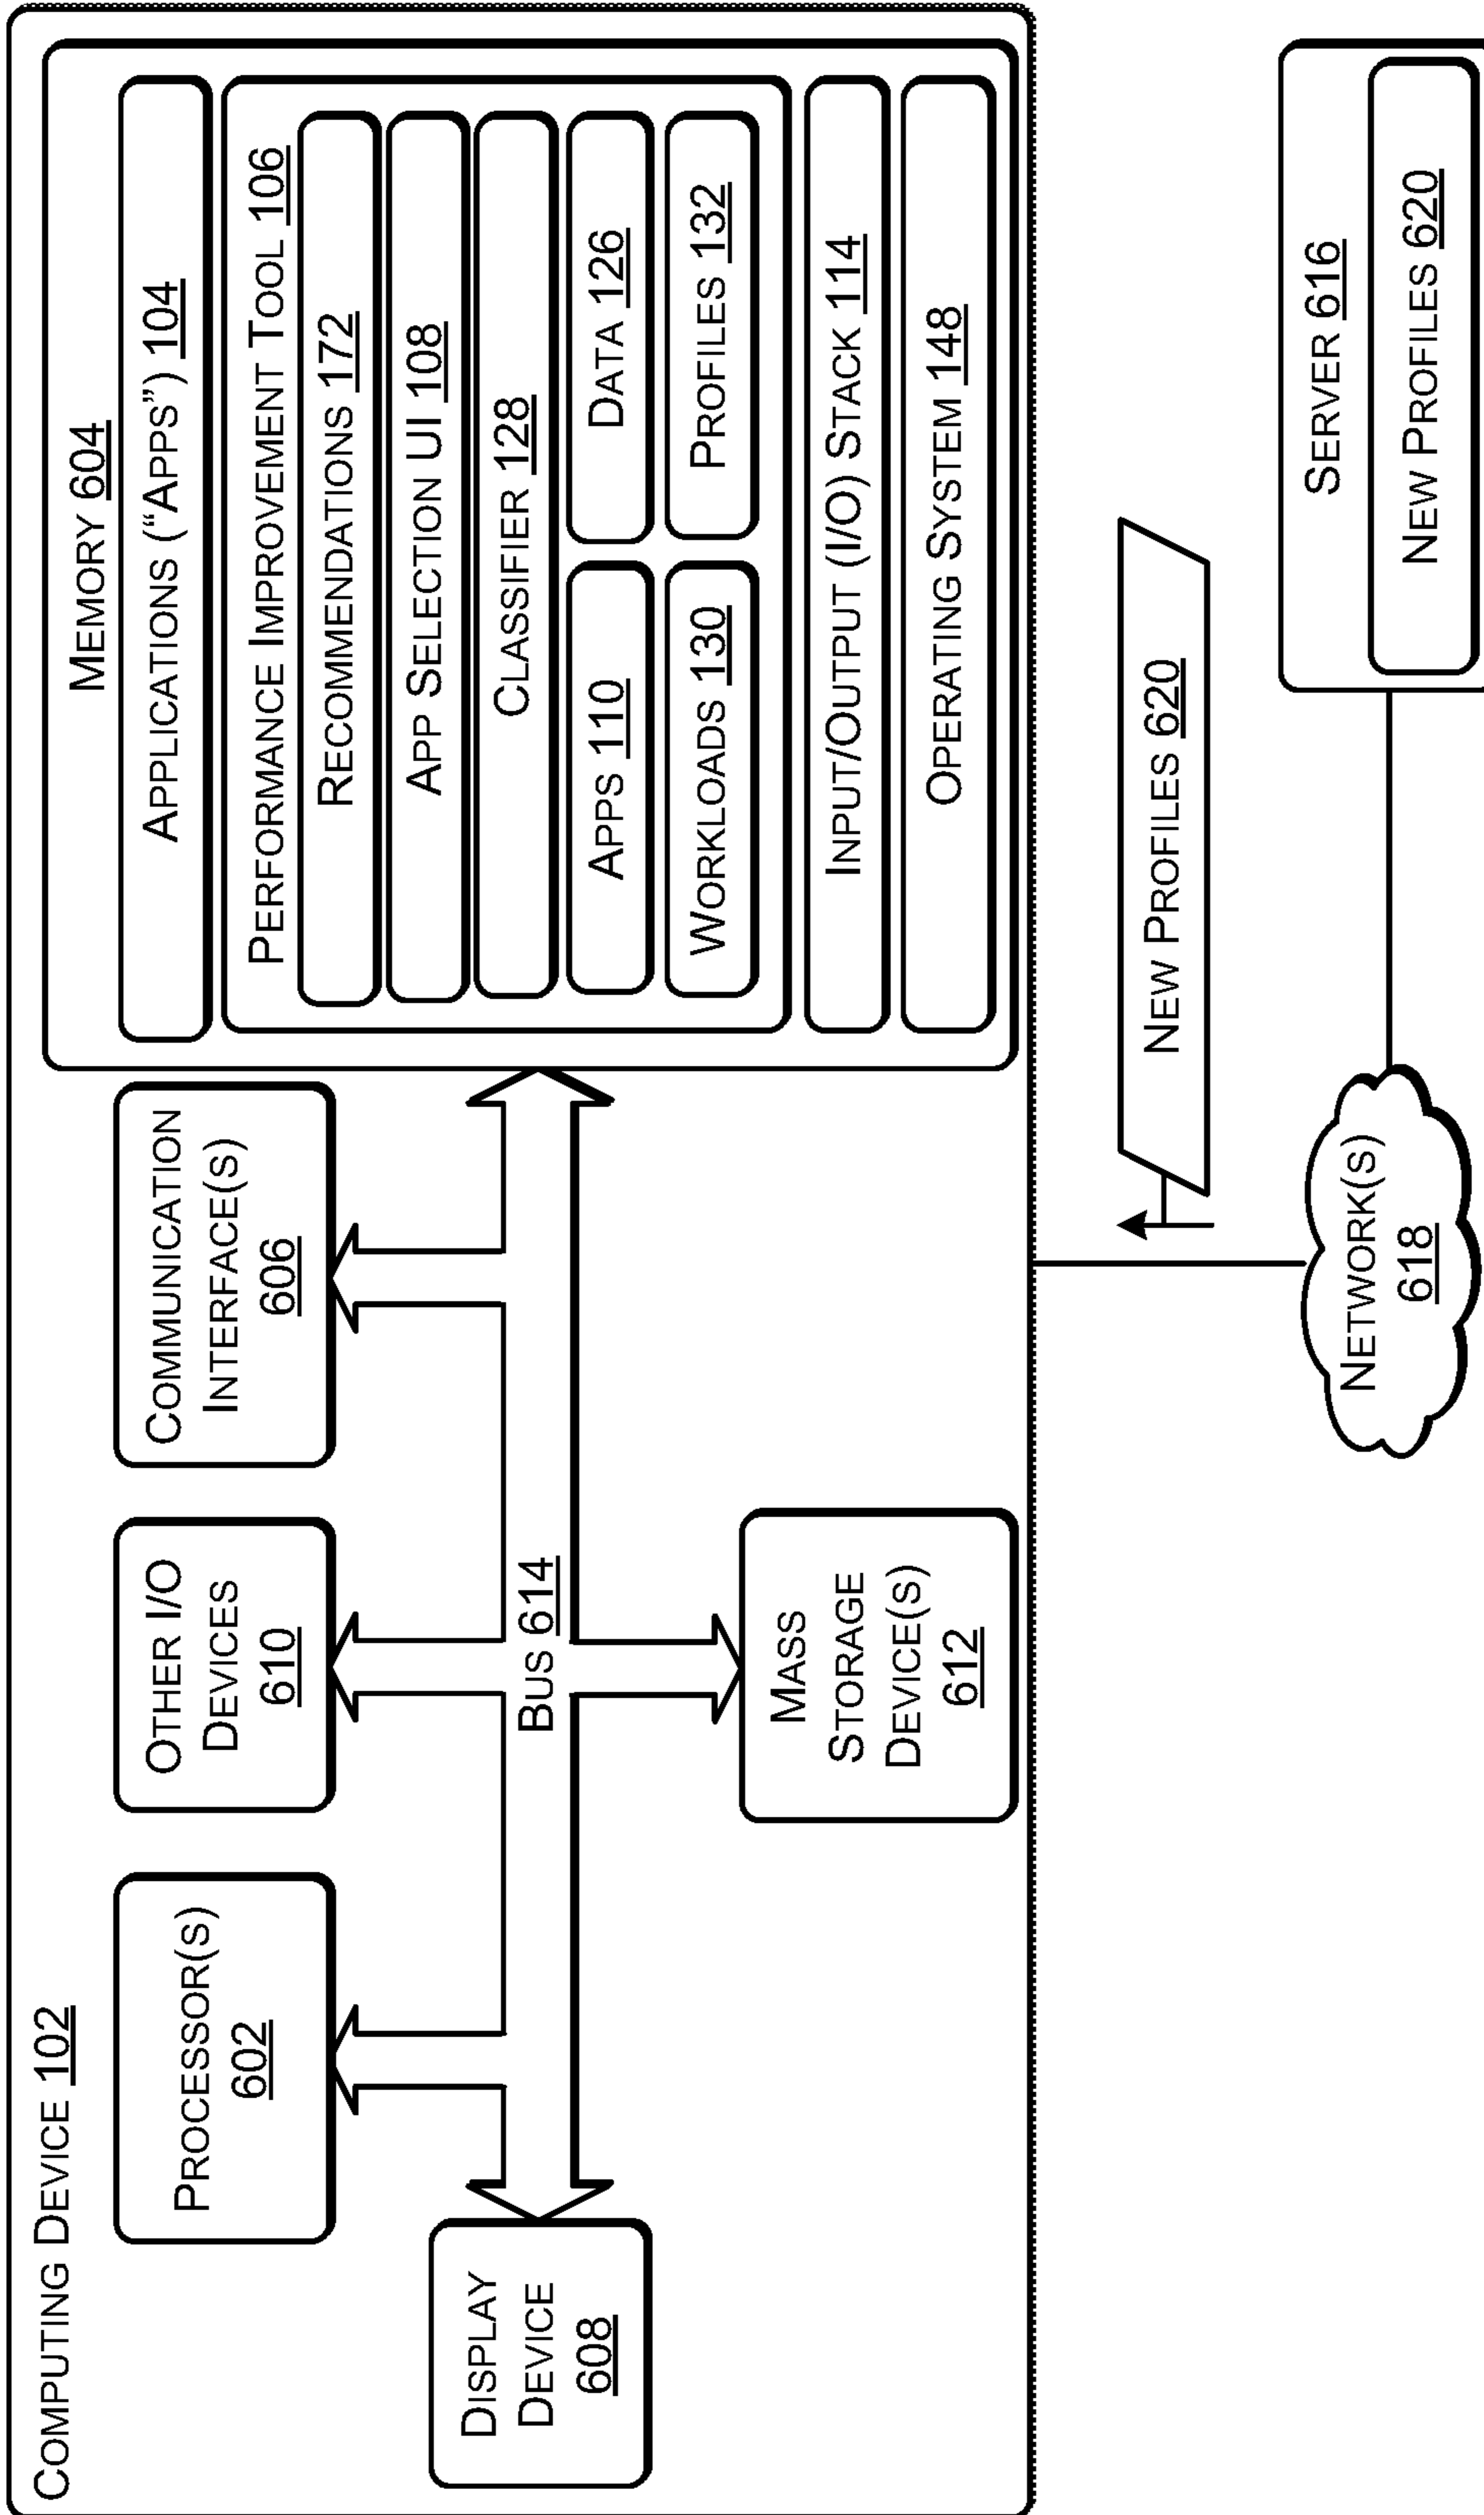 COMPUTING DEVICE 102
PROCESSOR(S)
602
OTHER I/O
DEVICES
610
COMMUNICATION
INTERFACE(S)
606
DISPLAY
DEVICE
608
BUS 614
MASS
STORAGE
DEVICE(S)
612
MEMORY 604
APPLICATIONS (“APPS”) 104
PERFORMANCE IMPROVEMENT TOOL 106
RECOMMENDATIONS 172
APP SELECTION UI 108
CLASSIFIER 128
APPS 110
DATA 126
WORKLOADS 130
PROFILES 132
INPUT/OUTPUT (I/O) STACK 114
OPERATING SYSTEM 148
NEW PROFILES 620
NETWORK(S)
618
SERVER 616
NEW PROFILES 620